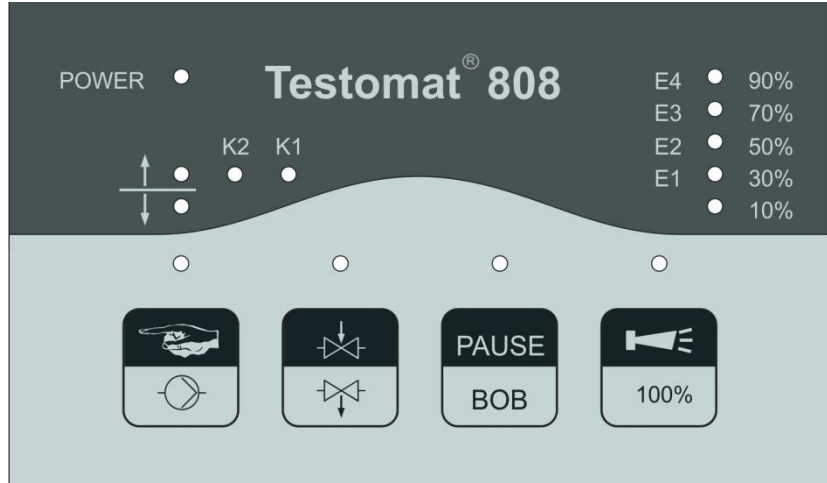 POWER
Testomat® 808
E4 90%
E3 70%
E2 50%
E1 30%
10%
K2 K1
PAUSE
BOB
100%